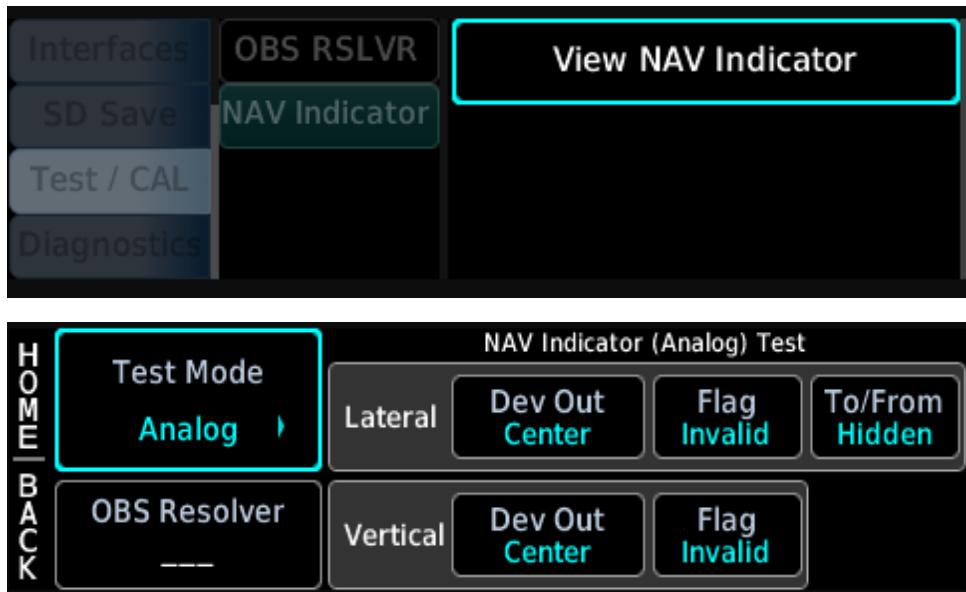 Interfaces
OBS RSLVR
View NAV Indicator
SD Save
NAV Indicator
Test / CAL
Diagnostics
HOME
BACK
Test Mode
Analog
OBS Resolver
___
NAV Indicator (Analog) Test
Lateral
Dev Out
Center
Flag
Invalid
To/From
Hidden
Vertical
Dev Out
Center
Flag
Invalid